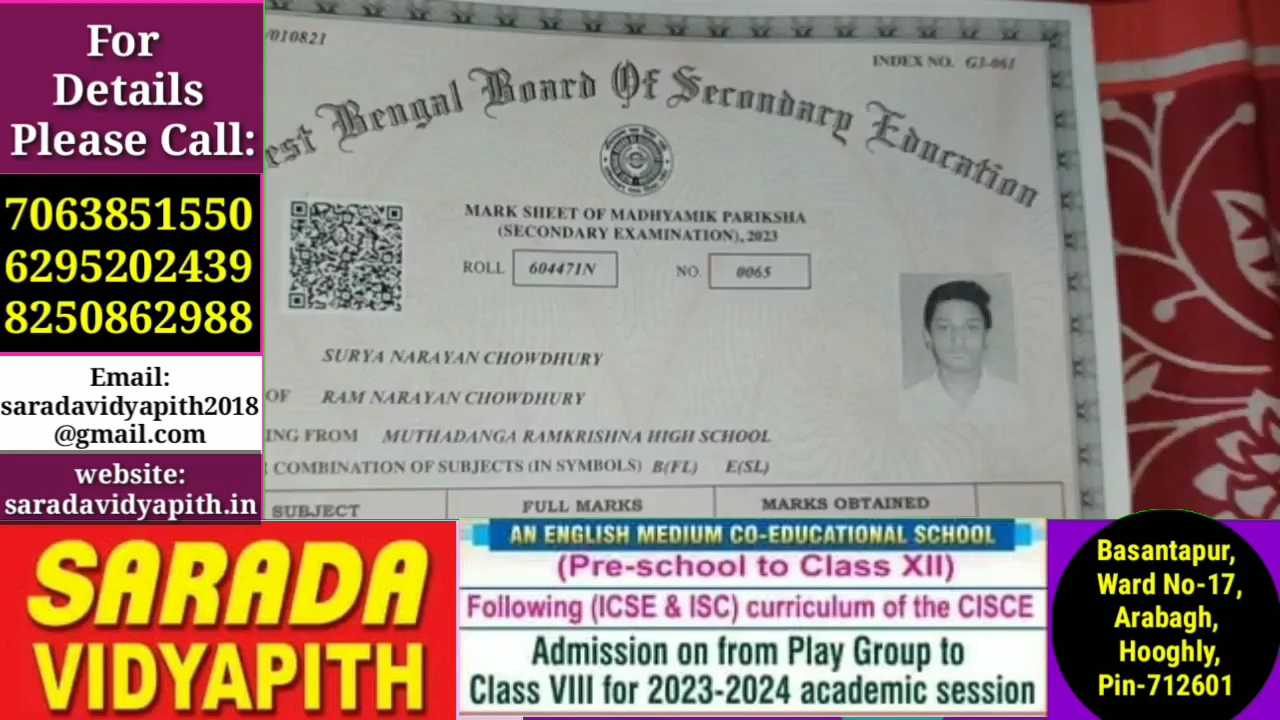 For
Details
Please Call:
7063851550
6295202439
8250862988
Email:
saradavidyapith2018
@gmail.com
website:
saradavidyapith.in
/010821
INDEX NO. GJ-061
est Bengal Board Of Secondary Education
MARK SHEET OF MADHYAMIK PARIKSHA
(SECONDARY EXAMINATION), 2023
ROLL 604471N NO. 0065
SURYA NARAYAN CHOWDHURY
OF RAM NARAYAN CHOWDHURY
ING FROM MUTHADANGA RAMKRISHNA HIGH SCHOOL
COMBINATION OF SUBJECTS (IN SYMBOLS) B(FL) E(SL)
SUBJECT FULL MARKS MARKS OBTAINED
SARADA
VIDYAPITH
AN ENGLISH MEDIUM CO-EDUCATIONAL SCHOOL
(Pre-school to Class XII)
Following (ICSE & ISC) curriculum of the CISCE
Admission on from Play Group to
Class VIII for 2023-2024 academic session
Basantapur,
Ward No-17,
Arabagh,
Hooghly,
Pin-712601